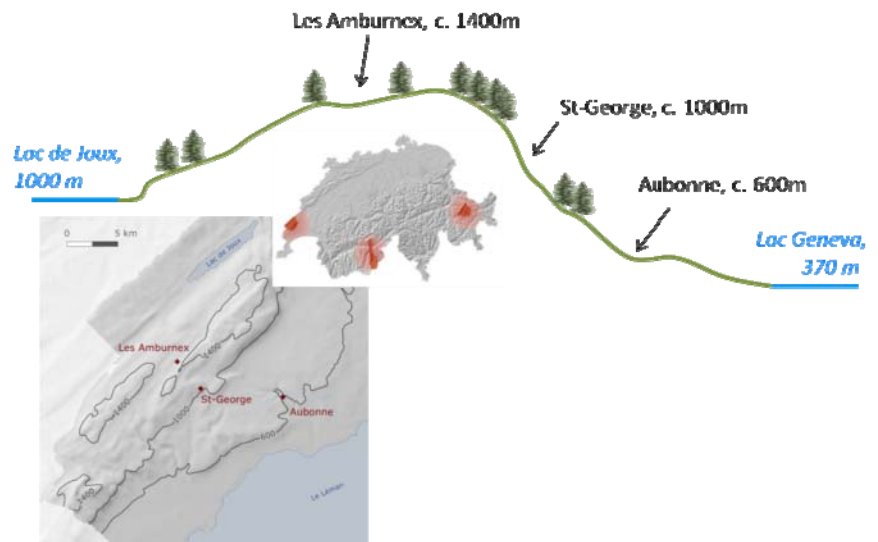 Les Amburnex, c. 1400m
St-George, c. 1000m
Lac de Joux,
1000 m
Aubonne, c. 600m
Lac Geneva,
370 m
0 5 km
Lac de Joux
Les Amburnex
1400
St-George
1400
1000
Aubonne
600
1400
Le Léman